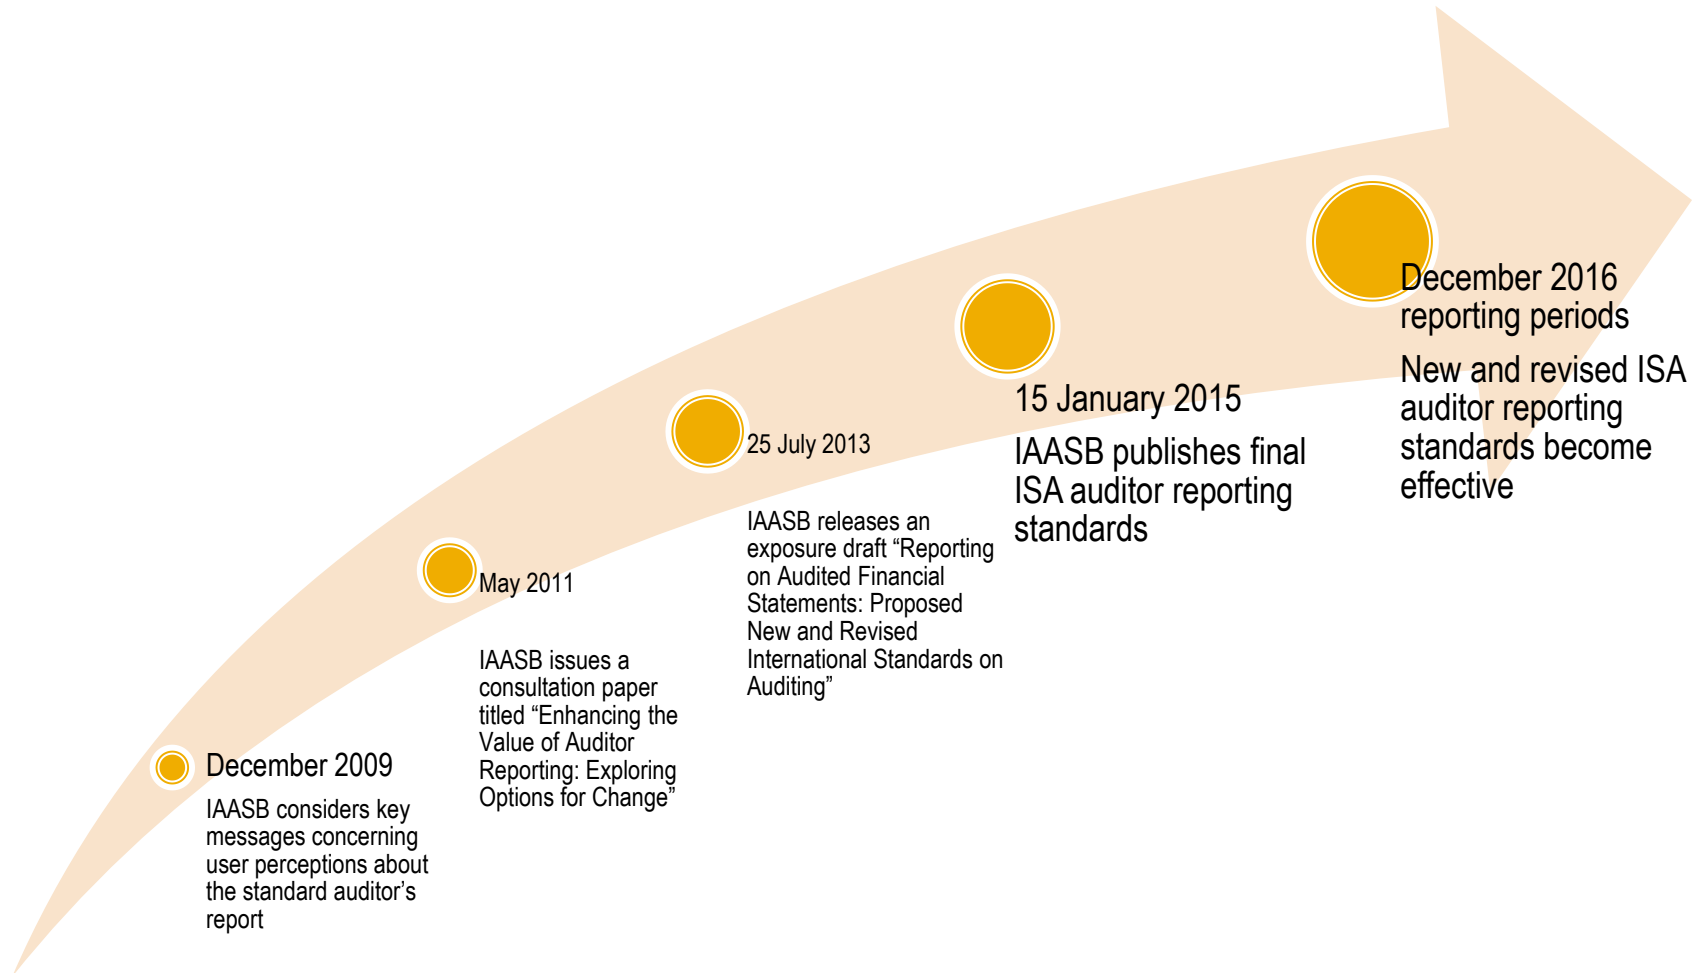 December 2009
IAASB considers key
messages concerning
user perceptions about
the standard auditor’s
report
May 2011
IAASB issues a
consultation paper
titled “Enhancing the
Value of Auditor
Reporting: Exploring
Options for Change”
25 July 2013
IAASB releases an
exposure draft “Reporting
on Audited Financial
Statements: Proposed
New and Revised
International Standards on
Auditing”
15 January 2015
IAASB publishes final
ISA auditor reporting
standards
December 2016
reporting periods
New and revised ISA
auditor reporting
standards become
effective